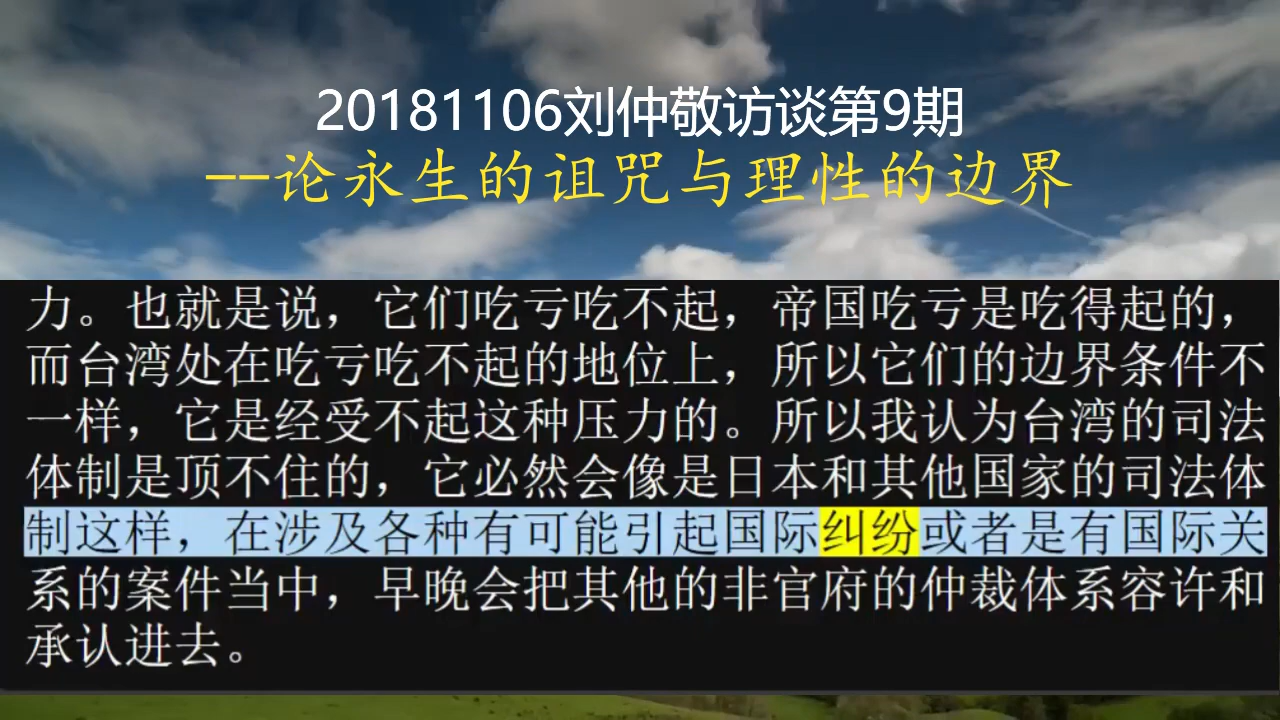 20181106刘仲敬访谈第9期
--论永生的诅咒与理性的边界
力。也就是说，它们吃亏吃不起，帝国吃亏是吃得起的，
而台湾处在吃亏吃不起的地位上，所以它们的边界条件不
一样，它是经受不起这种压力的。所以我认为台湾的司法
体制是顶不住的，它必然会像是日本和其他国家的司法体
制这样，在涉及各种有可能引起国际纠纷或者是有国际关
系的案件当中，早晚会把其他的非官府的仲裁体系容许和
承认进去。